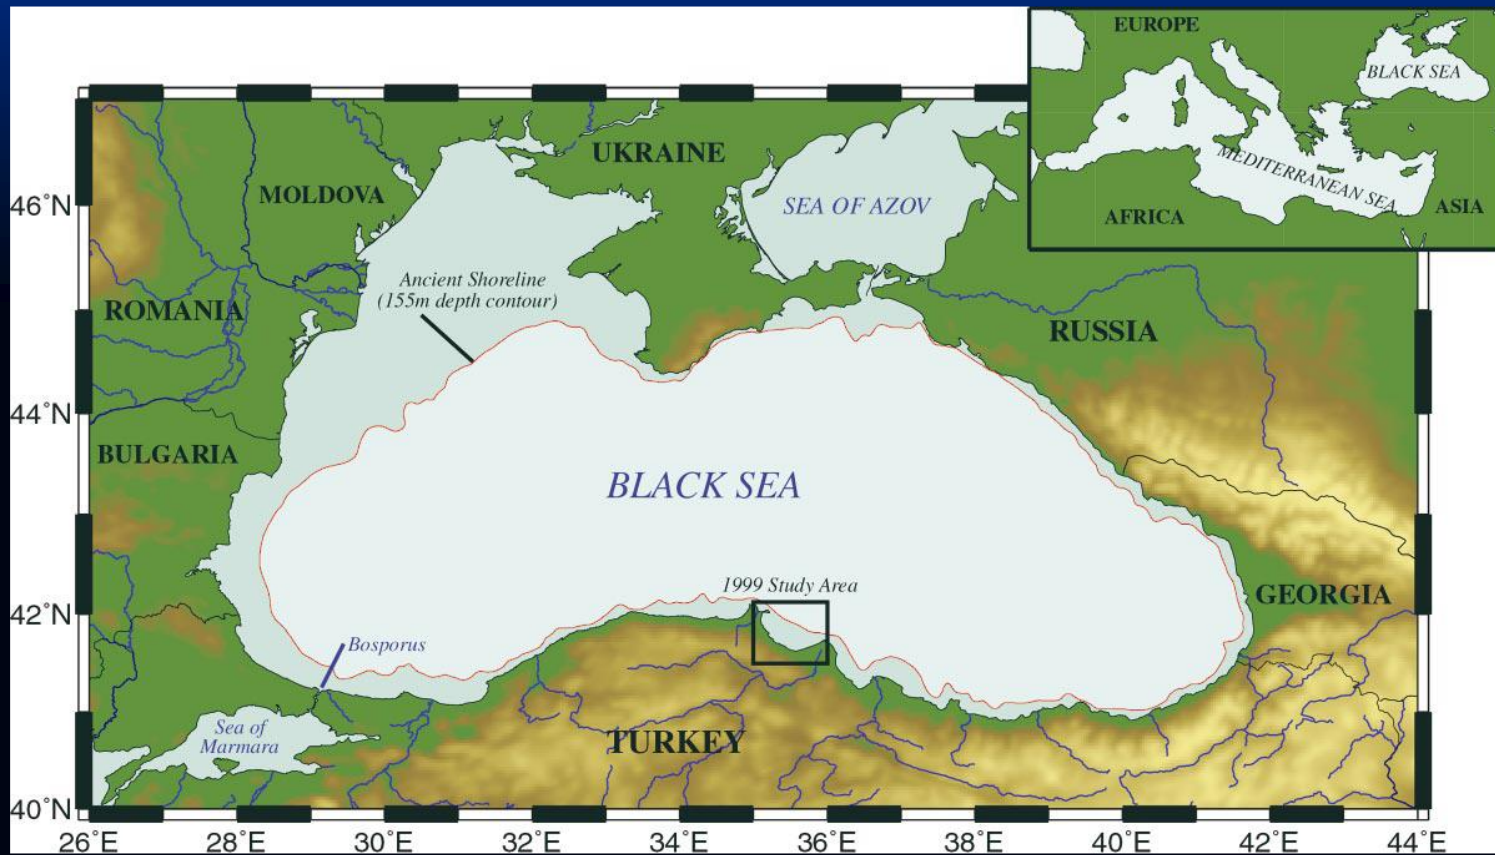 EUROPE
BLACK SEA
MEDITERRANEAN SEA
AFRICA
ASIA
UKRAINE
MOLDOVA
SEA OF AZOV
Ancient Shoreline
(155m depth contour)
ROMANIA
RUSSIA
BULGARIA
BLACK SEA
1999 Study Area
GEORGIA
Bosporus
Sea of
Marmara
TURKEY
46°N
44°N
42°N
40°N
26°E 28°E 30°E 32°E 34°E 36°E 38°E 40°E 42°E 44°E